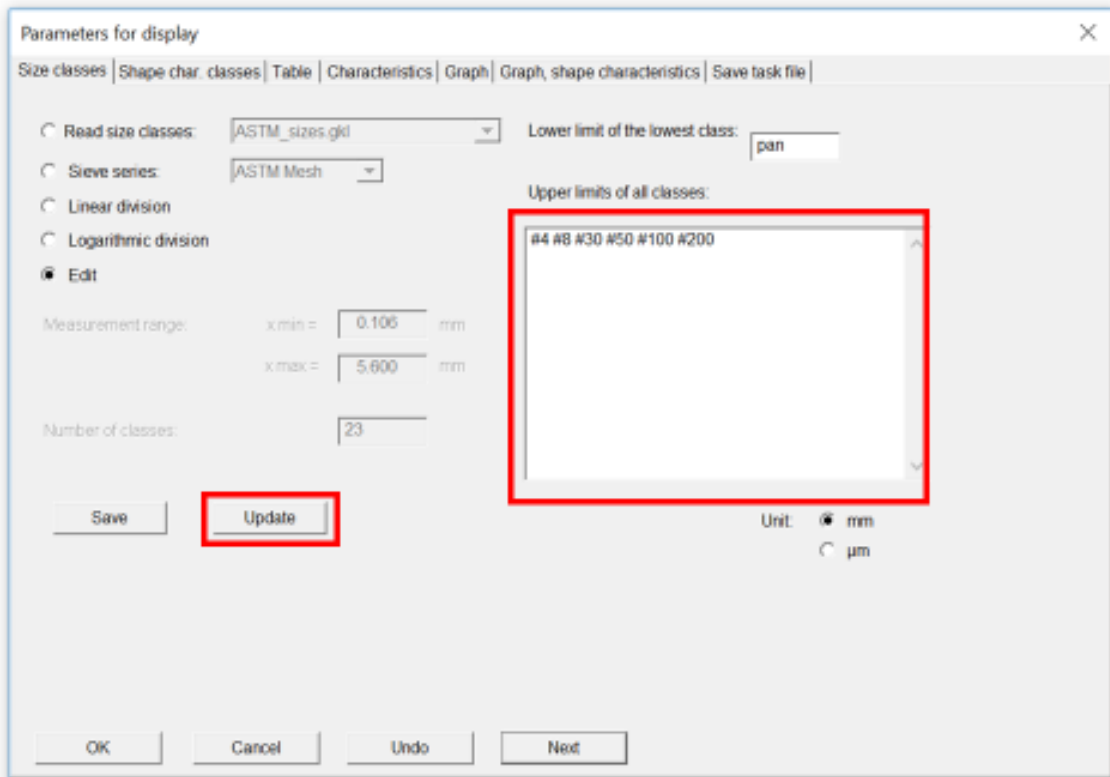 Parameters for display
Size classes Shape char. classes Table Characteristics Graph Graph, shape characteristics Save task file
Read size classes: ASTM_sizes.gkl
Sieve series: ASTM Mesh
Linear division
Logarithmic division
Edit
Measurement range: x min = 0.106 mm
x max = 5.600 mm
Number of classes: 23
Save Update
Lower limit of the lowest class: pan
Upper limits of all classes:
#4 #8 #30 #50 #100 #200
Unit: mm
µm
OK Cancel Undo Next